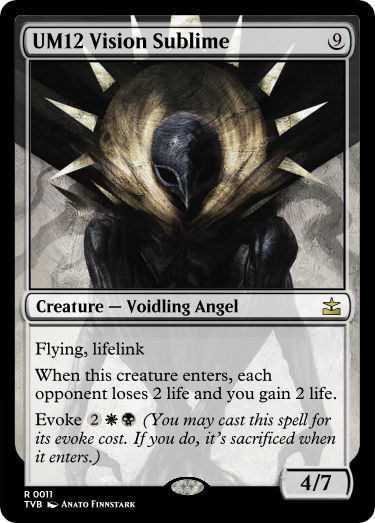 UM12 Vision Sublime 9
Creature — Voidling Angel
Flying, lifelink
When this creature enters, each
opponent loses 2 life and you gain 2 life.
Evoke 2 (You may cast this spell for
its evoke cost. If you do, it's sacrificed when
it enters.)
4/7
R 0011
TVB Anato Finnstark